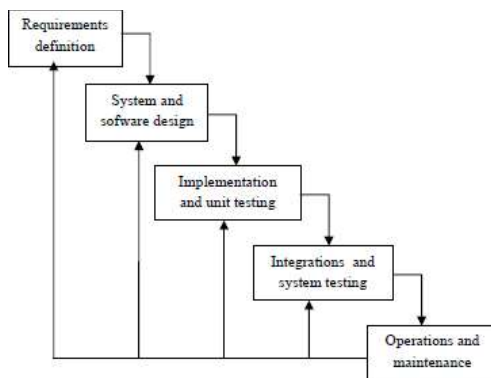 Requirements
definition
System and
sofware design
Implementation
and unit testing
Integrations and
system testing
Operations and
maintenance